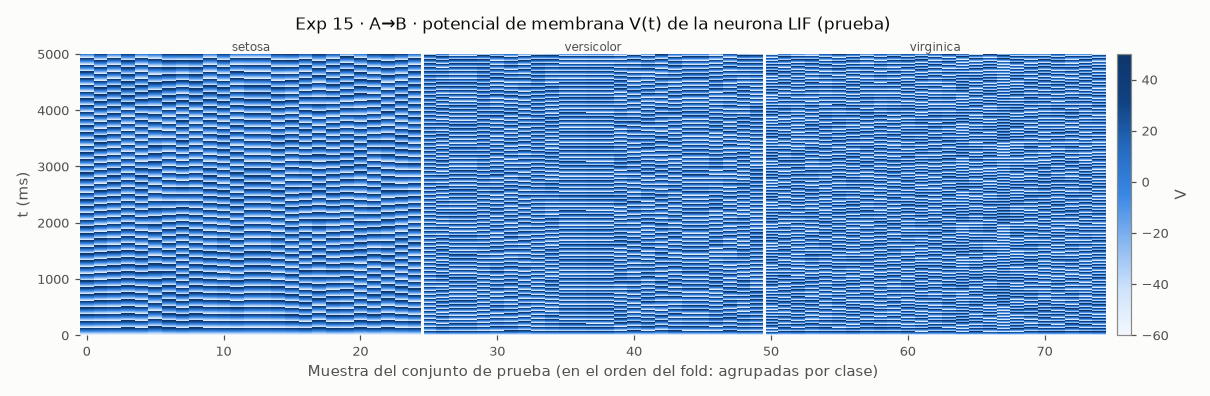 Exp 15 · A→B · potencial de membrana V(t) de la neurona LIF (prueba)
setosa versicolor virginica
5000
4000
3000
2000
1000
0
t (ms)
0 10 20 30 40 50 60 70
Muestra del conjunto de prueba (en el orden del fold: agrupadas por clase)
40
20
0
−20
−40
−60
V